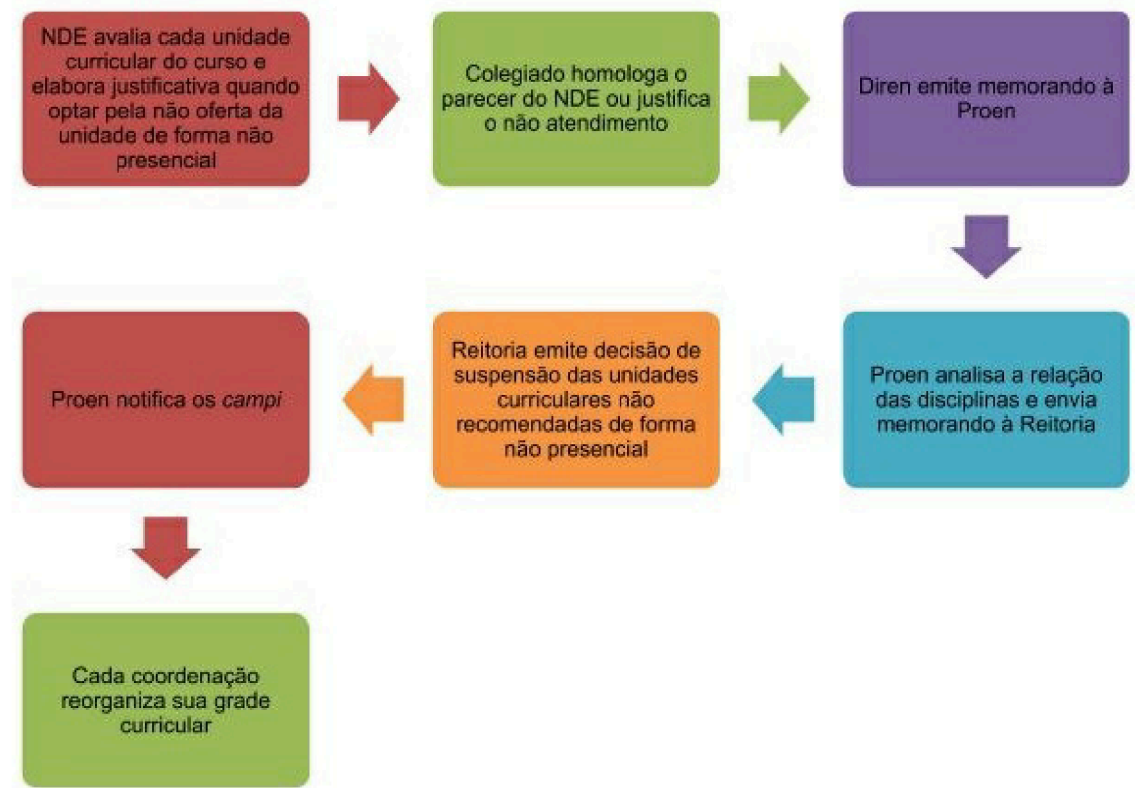 NDE avalia cada unidade
curricular do curso e
elabora justificativa quando
optar pela não oferta da
unidade de forma não
presencial
Colegiado homologa o
parecer do NDE ou justifica
o não atendimento
Diren emite memorando à
Proen
Proen analisa a relação
das disciplinas e envia
memorando à Reitoria
Reitoria emite decisão de
suspensão das unidades
curriculares não
recomendadas de forma
não presencial
Proen notifica os campi
Cada coordenação
reorganiza sua grade
curricular